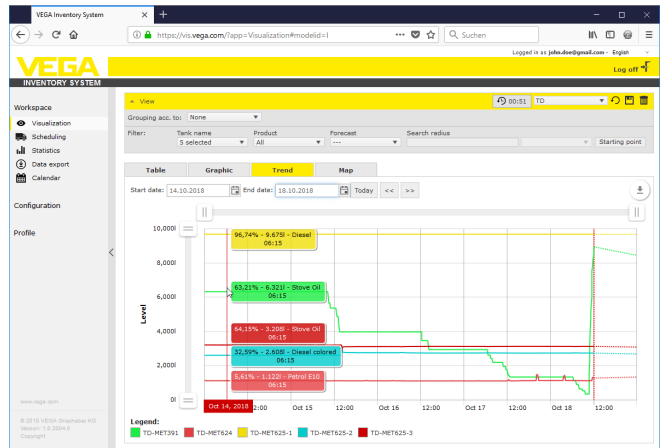 VEGA Inventory System
https://vis.vega.com/?app=Visualization#modelid=l
Suchen
Logged in as john.doe@gmail.com - English
VEGA
Log off
INVENTORY SYSTEM
Workspace
Visualization
Scheduling
Statistics
Data export
Calendar
Configuration
Profile
www.vega.com
Copyright
View
00:51
TD
Grouping acc. to:
None
Filter:
Tank name
Product
Forecast
Search radius
5 selected
All
---
Starting point
Table
Graphic
Trend
Map
Start date:
14.10.2018
End date:
18.10.2018
Today
<<
>>
10,000l
8,000l
6,000l
4,000l
2,000l
0l
Level
96,74% - 9.675l - Diesel
06:15
63,21% - 6.321l - Stove Oil
06:15
64,15% - 3.208l - Stove Oil
06:15
32,59% - 2.608l - Diesel colored
06:15
5,61% - 1.122l - Petrol E10
06:15
Oct 14, 2018
2:00
Oct 15
12:00
Oct 16
12:00
Oct 17
12:00
Oct 18
12:00
Legend:
TD-MET391
TD-MET624
TD-MET625-1
TD-MET625-2
TD-MET625-3